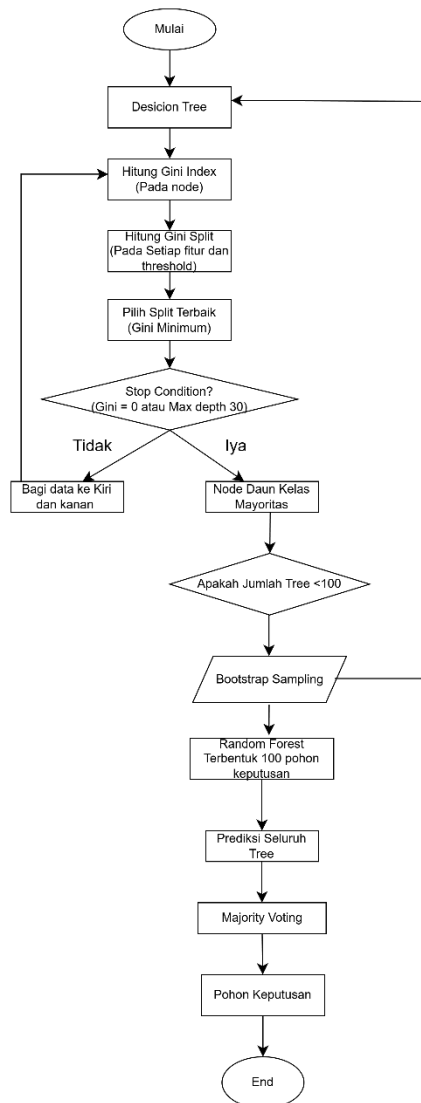 Mulai
Desicion Tree
Hitung Gini Index
(Pada node)
Hitung Gini Split
(Pada Setiap fitur dan
threshold)
Pilih Split Terbaik
(Gini Minimum)
Stop Condition?
(Gini = 0 atau Max depth 30)
Tidak
Iya
Bagi data ke Kiri
dan kanan
Node Daun Kelas
Mayoritas
Apakah Jumlah Tree <100
Bootstrap Sampling
Random Forest
Terbentuk 100 pohon
keputusan
Prediksi Seluruh
Tree
Majority Voting
Pohon Keputusan
End